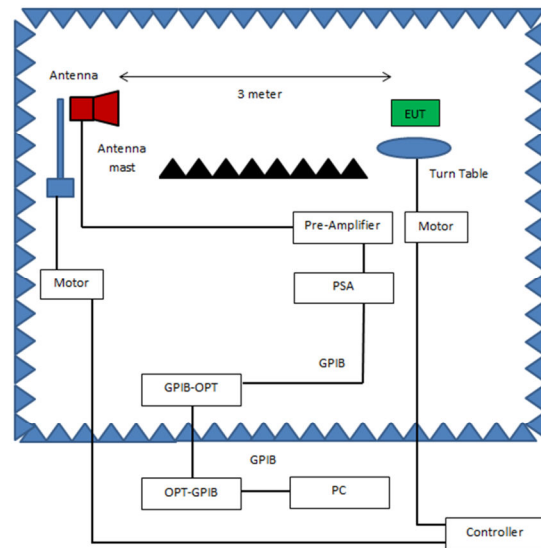 Antenna
3 meter
EUT
Antenna
mast
Turn Table
Pre-Amplifier
Motor
Motor
PSA
GPIB
GPIB-OPT
GPIB
OPT-GPIB
PC
Controller